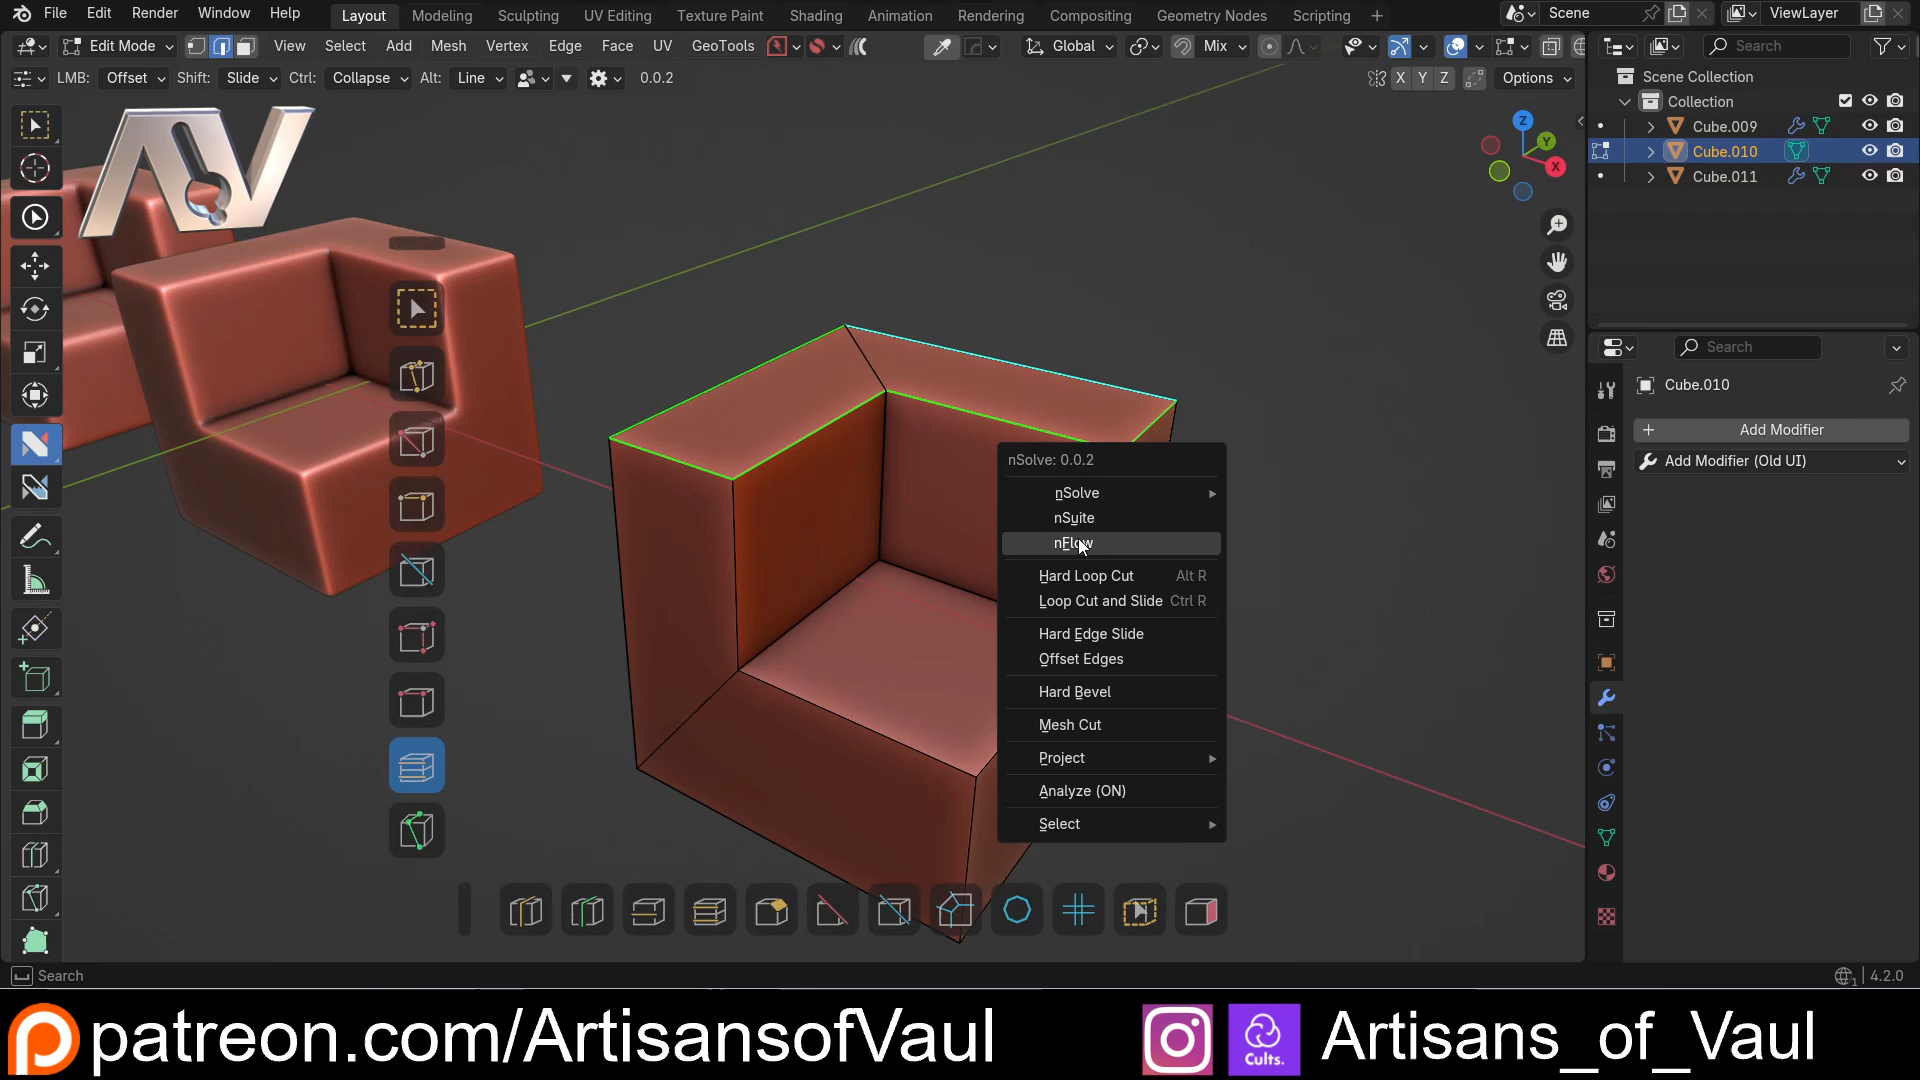 File Edit Render Window Help Layout Modeling Sculpting UV Editing Texture Paint Shading Animation Rendering Compositing Geometry Nodes Scripting + Scene ViewLayer
Edit Mode View Select Add Mesh Vertex Edge Face UV GeoTools Global Mix Search
LMB: Offset Shift: Slide Ctrl: Collapse Alt: Line 0.0.2 X Y Z Options
Scene Collection
Collection
Cube.009
Cube.010
Cube.011
AV
Z
Y
X
Search
Cube.010
Add Modifier
Add Modifier (Old UI)
nSolve: 0.0.2
nSolve
nSuite
nFlow
Hard Loop Cut Alt R
Loop Cut and Slide Ctrl R
Hard Edge Slide
Offset Edges
Hard Bevel
Mesh Cut
Project
Analyze (ON)
Select
Search
4.2.0
patreon.com/ArtisansofVaul
Cults.
Artisans_of_Vaul